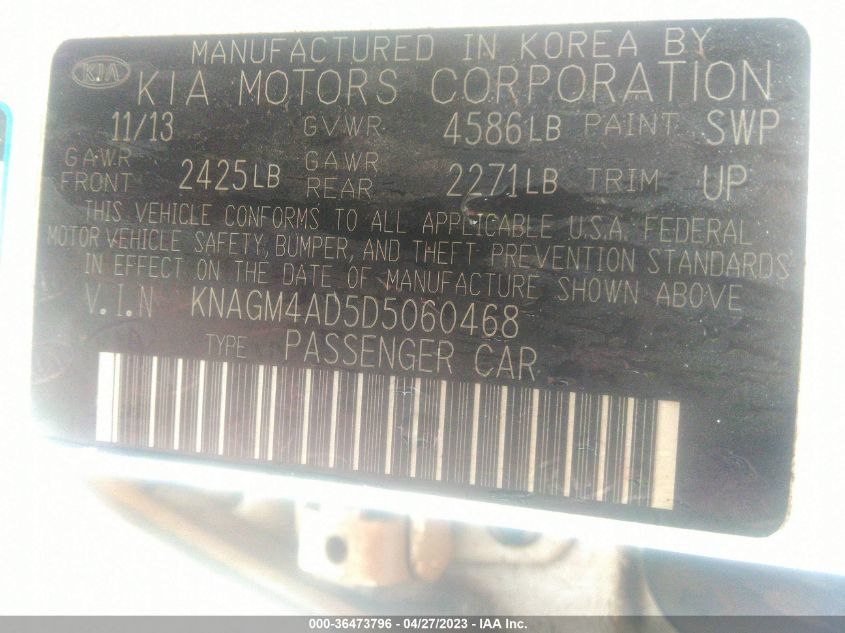 MANUFACTURED IN KOREA BY
KIA KIA MOTORS CORPORATION
11/13 GVWR 4586LB PAINT SWP
GAWR FRONT 2425LB GAWR REAR 2271LB TRIM UP
THIS VEHICLE CONFORMS TO ALL APPLICABLE U.S.A. FEDERAL
MOTOR VEHICLE SAFETY, BUMPER, AND THEFT PREVENTION STANDARDS
IN EFFECT ON THE DATE OF MANUFACTURE SHOWN ABOVE
V.I.N KNAGM4AD5D5060468
TYPE PASSENGER CAR
000-36473796 - 04/27/2023 - IAA Inc.